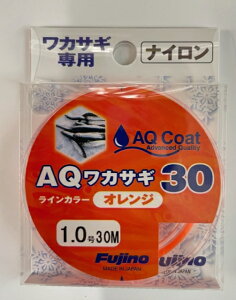 ワカサギ
専用
ナイロン
AQ Coat
Advanced Quality
AQワカサギ 30
ラインカラー オレンジ
1.0号30M
Fujino
MADE IN JAPAN
Fujino